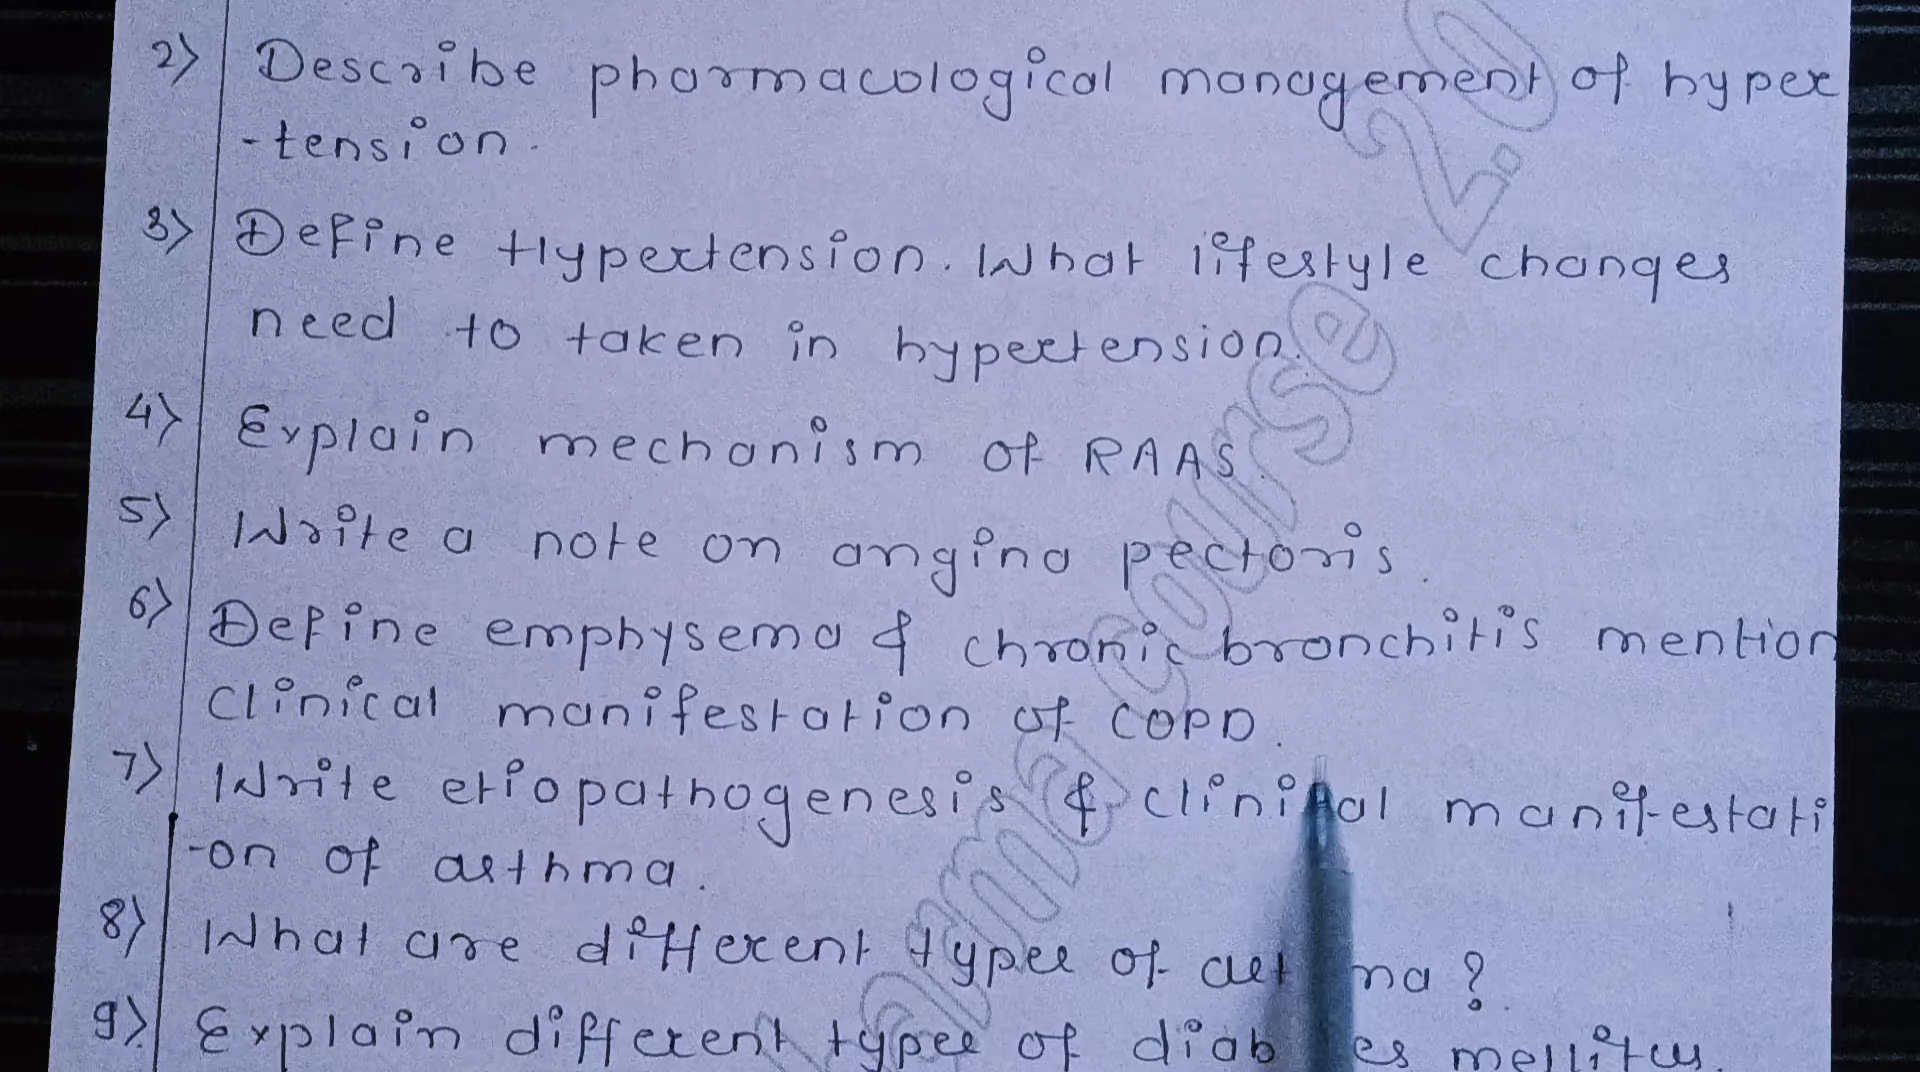 2) Describe pharmacological management of hyper
-tension.
3) Define Hypertension. What lifestyle changes
need to taken in hypertension.
4) Explain mechanism of RAAS.
5) Write a note on angina pectoris.
6) Define emphysema & chronic bronchitis mention
clinical manifestation of COPD.
7) Write etiopathogenesis & clinical manifestati
-on of asthma.
8) What are different types of asthma?
9) Explain different types of diabetes mellitus.